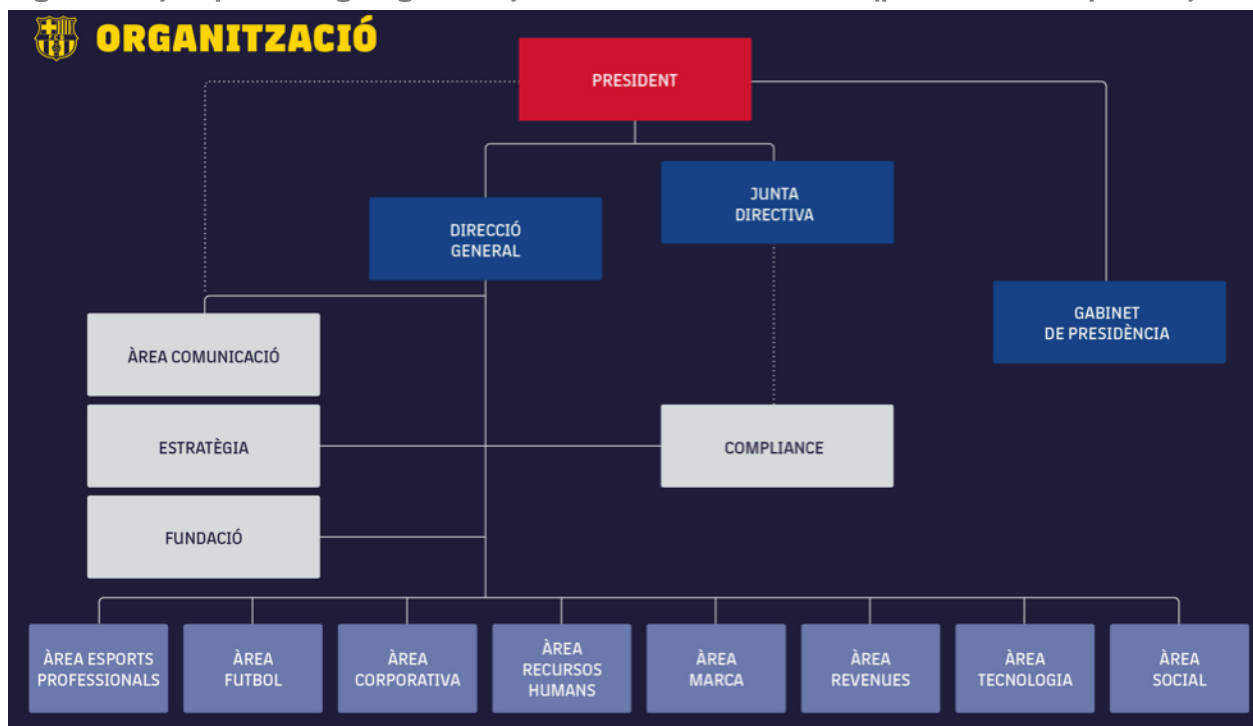 ORGANITZACIÓ
PRESIDENT
JUNTA
DIRECTIVA
DIRECCIÓ
GENERAL
GABINET
DE PRESIDÈNCIA
ÀREA COMUNICACIÓ
ESTRATÈGIA
COMPLIANCE
FUNDACIÓ
ÀREA ESPORTS
PROFESSIONALS
ÀREA
FUTBOL
ÀREA
CORPORATIVA
ÀREA
RECURSOS
HUMANS
ÀREA
MARCA
ÀREA
REVENUES
ÀREA
TECNOLOGIA
ÀREA
SOCIAL